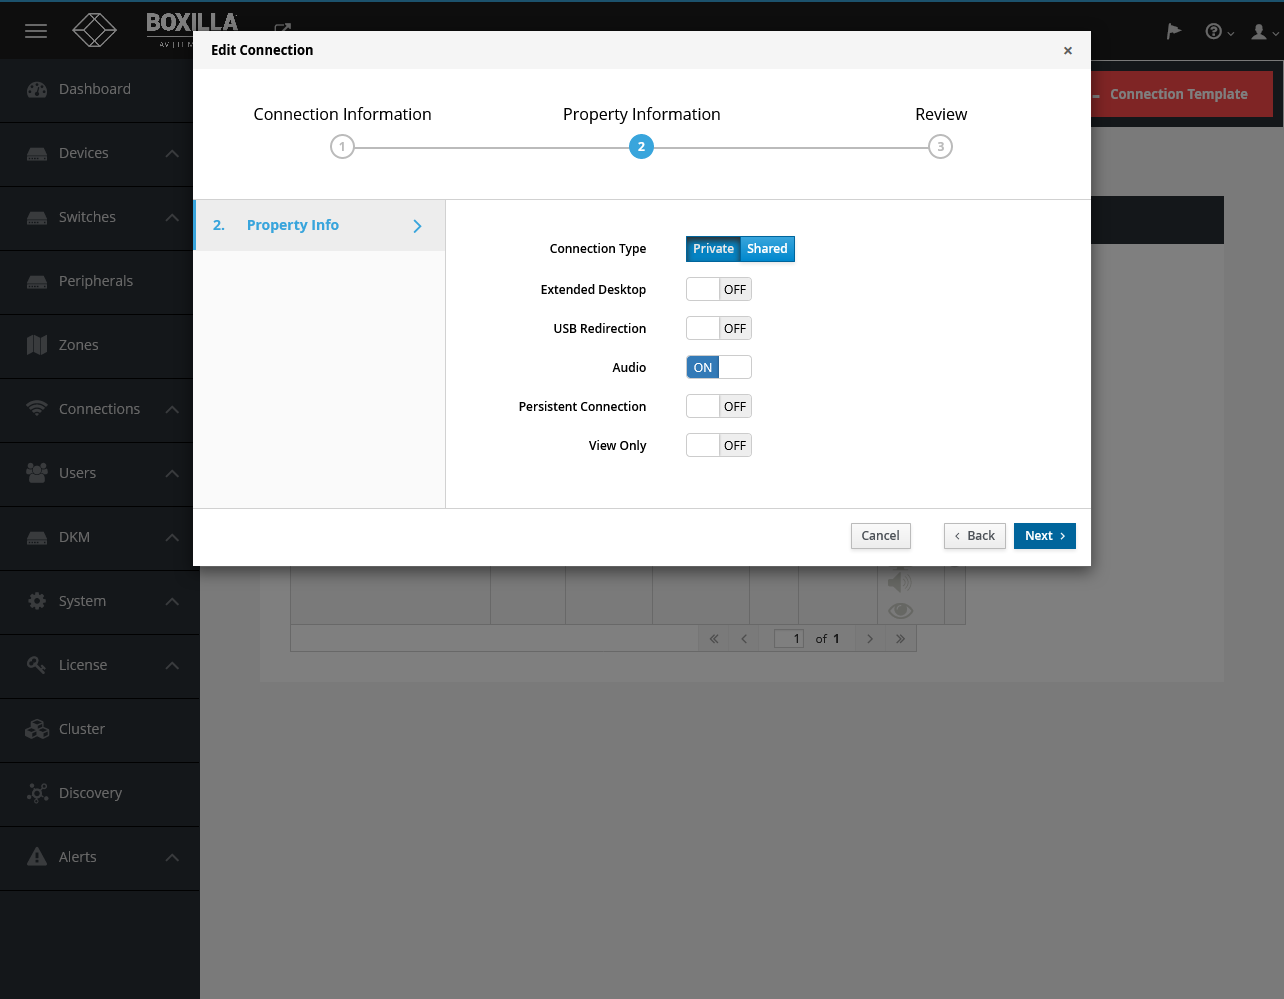 BOXILLA
Edit Connection
×
Connection Template
Connection Information
Property Information
Review
1
2
3
2. Property Info
Connection Type
Private
Shared
Extended Desktop
OFF
USB Redirection
OFF
Audio
ON
Persistent Connection
OFF
View Only
OFF
Cancel
Back
Next
1 of 1
Dashboard
Devices
Switches
Peripherals
Zones
Connections
Users
DKM
System
License
Cluster
Discovery
Alerts